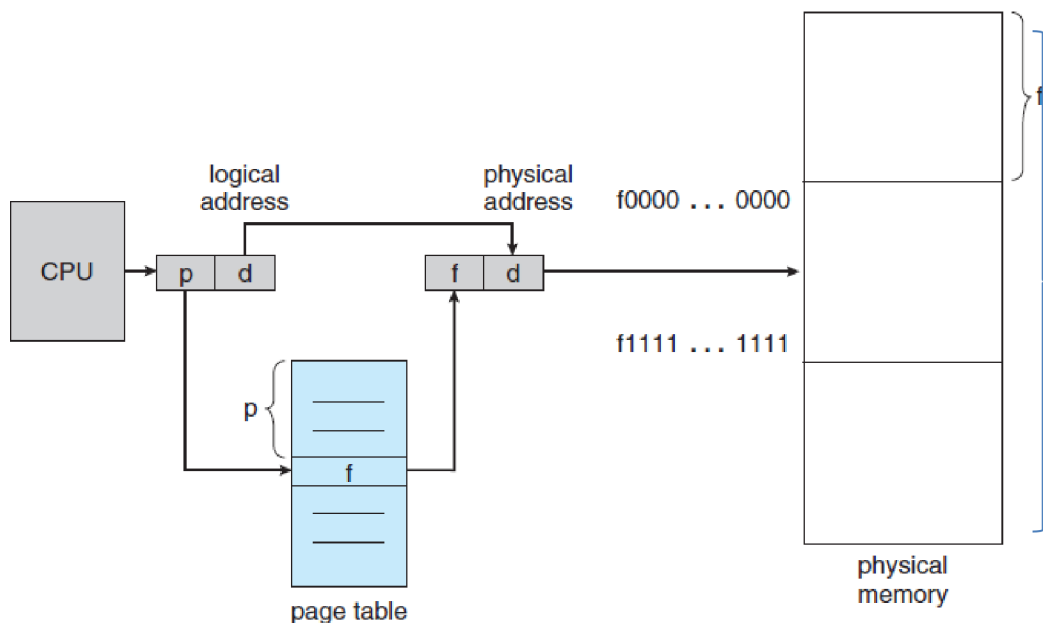 logical
address
physical
address
f0000 ... 0000
f
CPU
p
d
f
d
f1111 ... 1111
p
f
page table
physical
memory